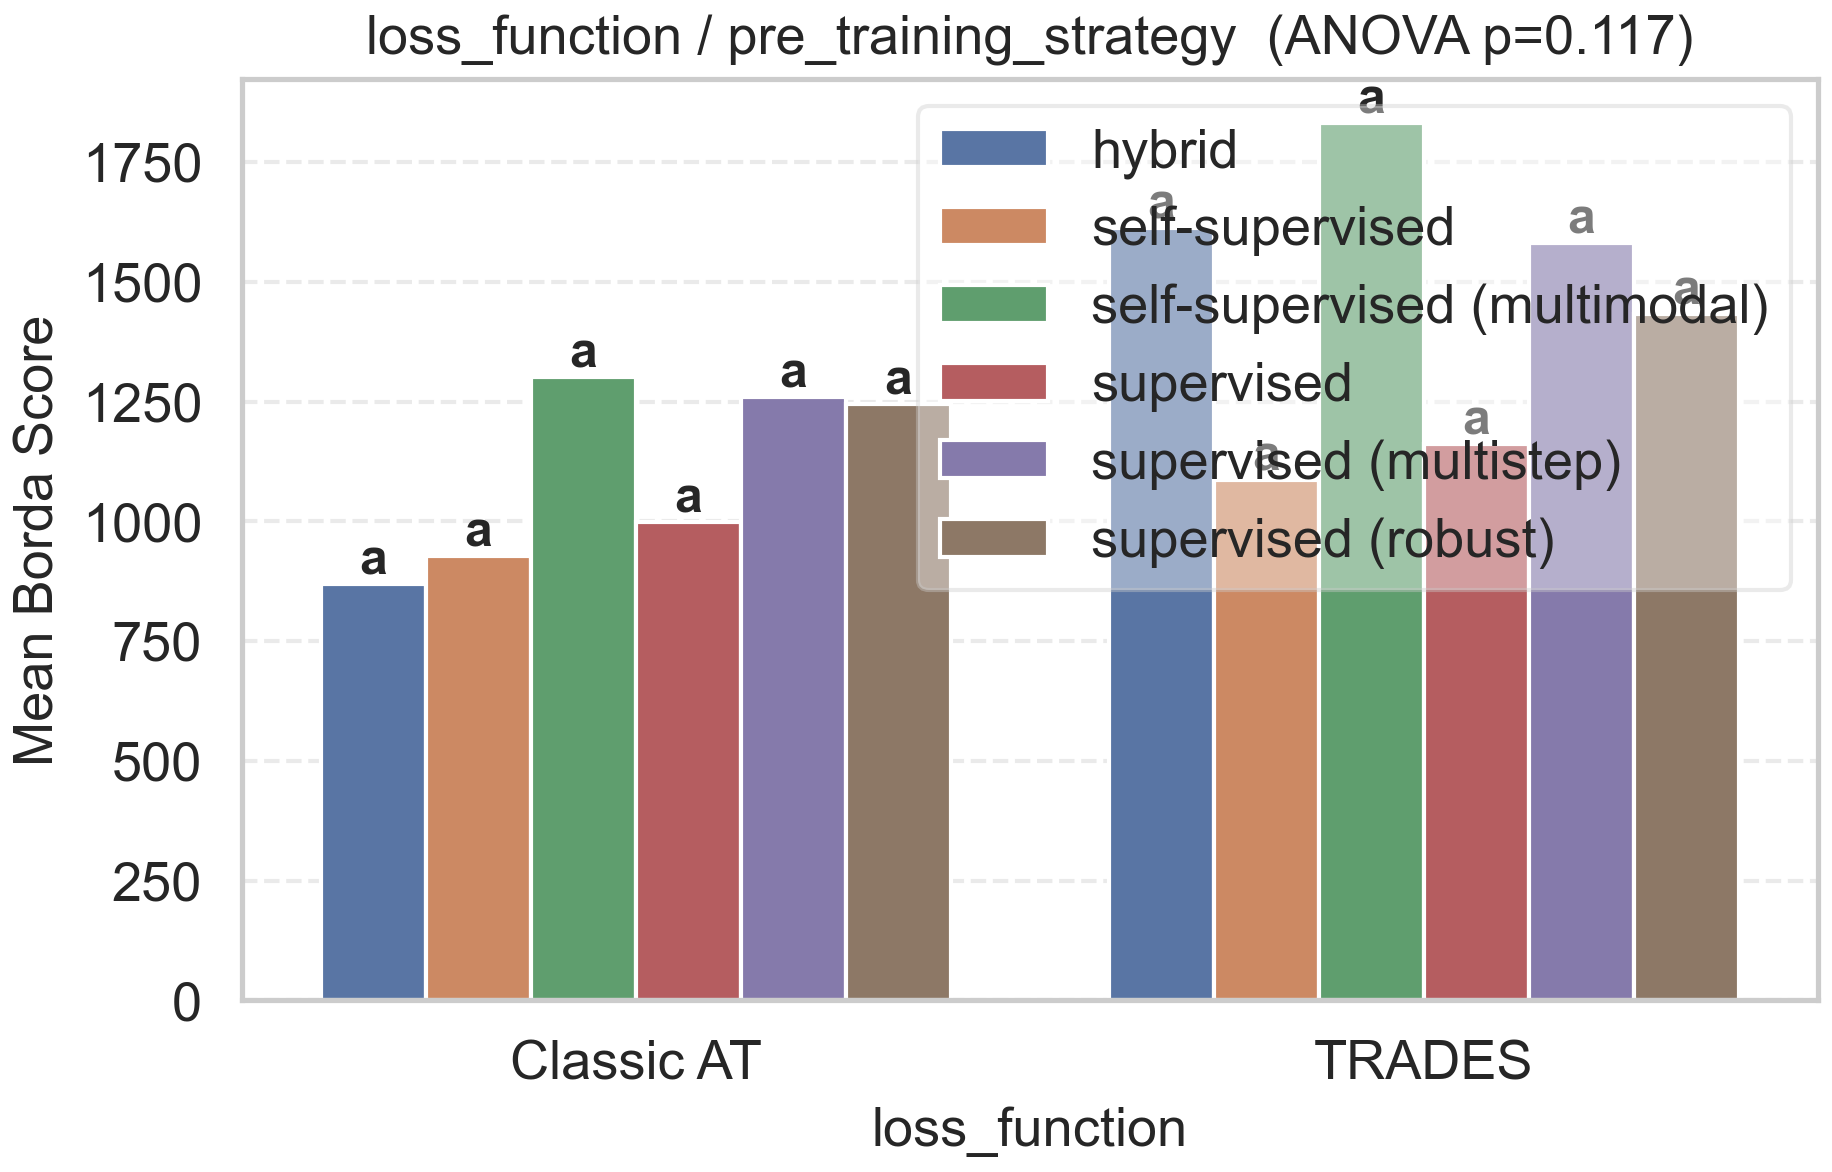 loss_function / pre_training_strategy (ANOVA p=0.117)
Mean Borda Score
1750
1500
1250
1000
750
500
250
0
a
a
a
a
a
a
a
a
a
a
a
a
hybrid
self-supervised
self-supervised (multimodal)
supervised
supervised (multistep)
supervised (robust)
Classic AT
TRADES
loss_function